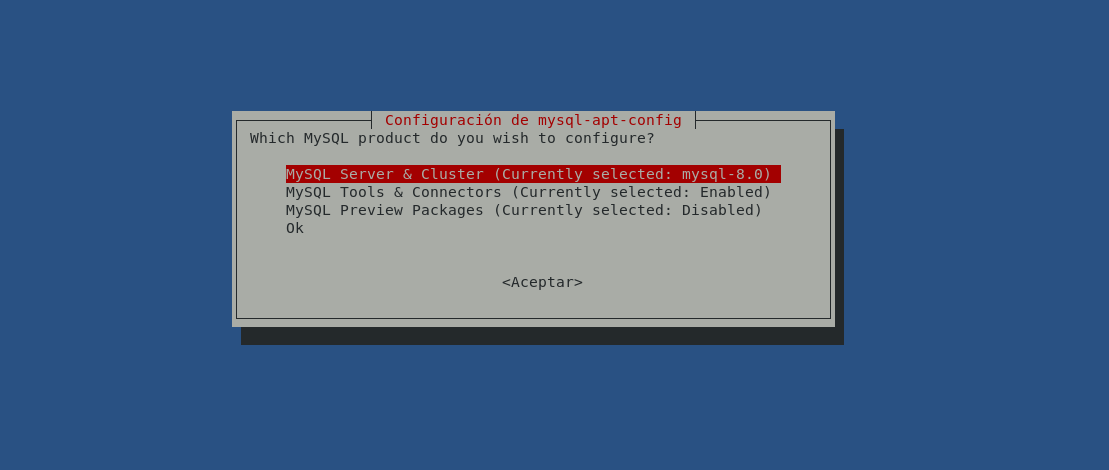 Configuración de mysql-apt-config
Which MySQL product do you wish to configure?
MySQL Server & Cluster (Currently selected: mysql-8.0)
MySQL Tools & Connectors (Currently selected: Enabled)
MySQL Preview Packages (Currently selected: Disabled)
Ok
<Aceptar>